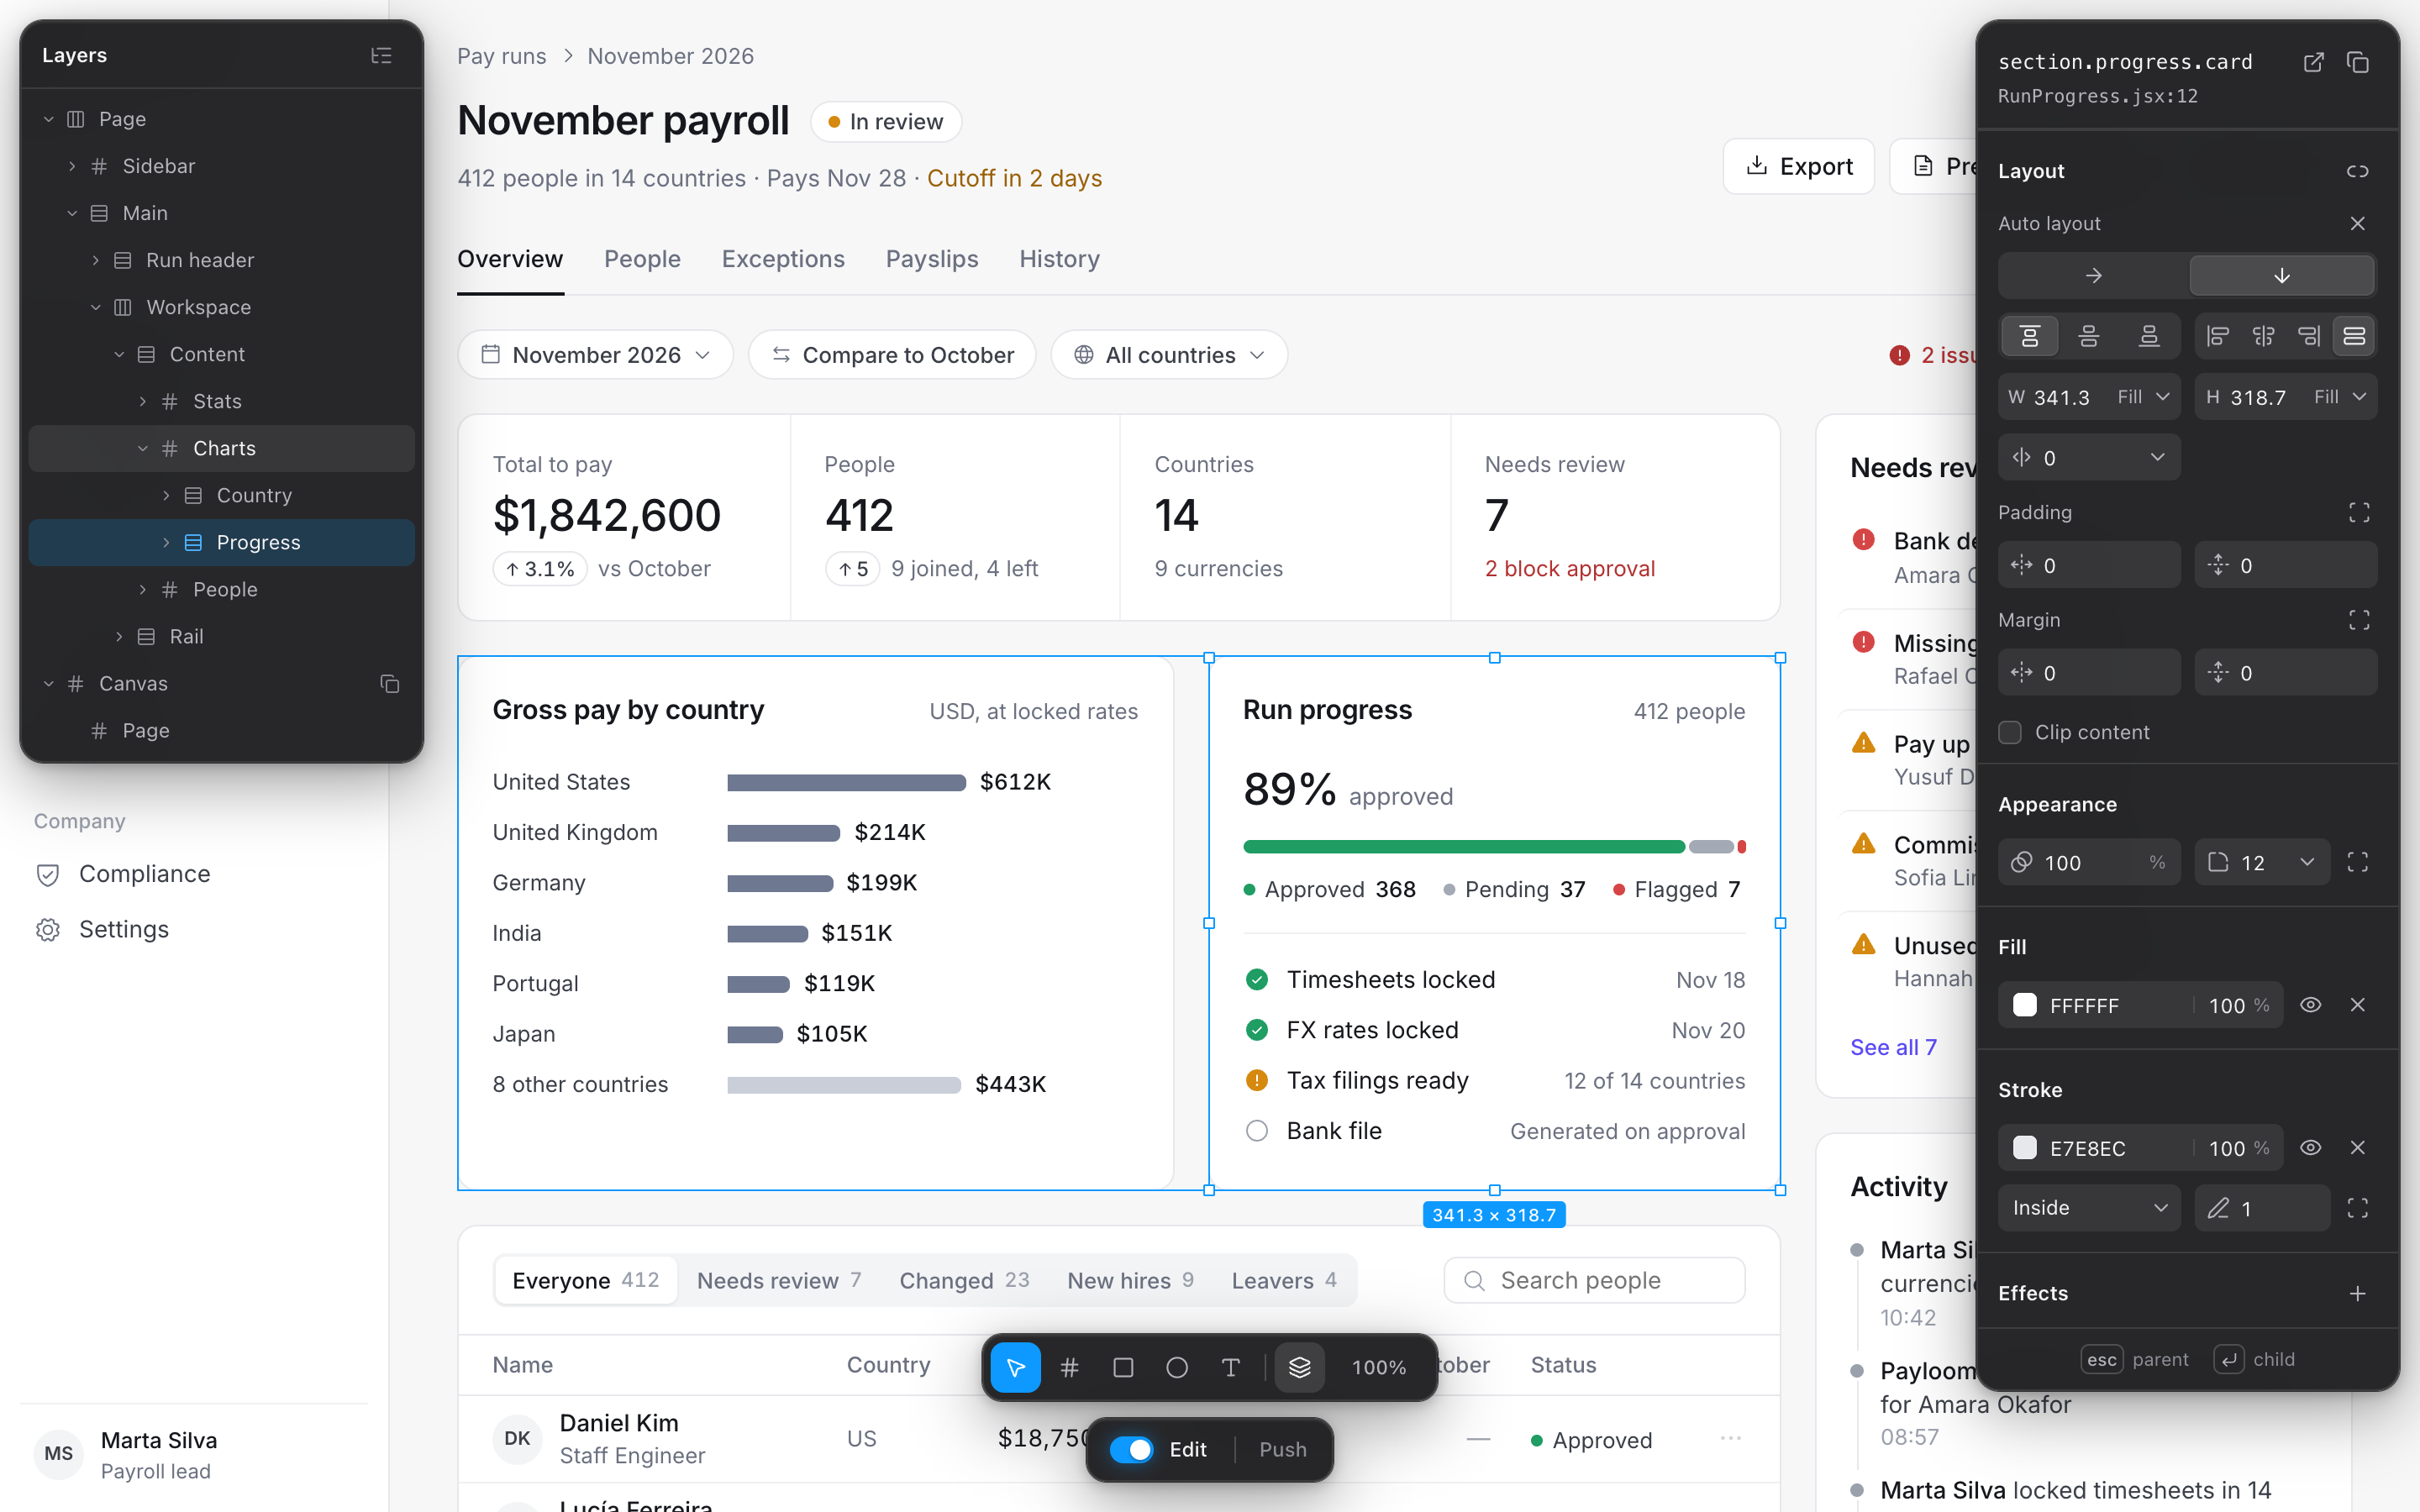 Layers
Page
Sidebar
Main
Run header
Workspace
Content
Stats
Charts
Country
Progress
People
Rail
Canvas
Page
Company
Compliance
Settings
MS
Marta Silva
Payroll lead
Pay runs > November 2026
November payroll
In review
412 people in 14 countries · Pays Nov 28 · Cutoff in 2 days
Export
Overview
People
Exceptions
Payslips
History
November 2026
Compare to October
All countries
Total to pay
$1,842,600
↑ 3.1% vs October
People
412
↑ 5 9 joined, 4 left
Countries
14
9 currencies
Needs review
7
2 block approval
Gross pay by country
USD, at locked rates
United States $612K
United Kingdom $214K
Germany $199K
India $151K
Portugal $119K
Japan $105K
8 other countries $443K
Run progress
412 people
89% approved
Approved 368 Pending 37 Flagged 7
Timesheets locked Nov 18
FX rates locked Nov 20
Tax filings ready 12 of 14 countries
Bank file Generated on approval
341.3 × 318.7
Everyone 412 Needs review 7 Changed 23 New hires 9 Leavers 4
Search people
Name Country Status
DK
Daniel Kim
Staff Engineer
US
$18,750
—
Approved
Lucía Ferreira
100%
Edit
Push
2
Needs
Bank
Amara
Missing
Rafael
Pay up
Yusuf
Sofia
Unused
Hannah
See all 7
Activity
Marta
10:42
Payloom
for Amara Okafor
08:57
Marta Silva locked timesheets in 14
section.progress.card
RunProgress.jsx:12
Layout
Auto layout
W 341.3 Fill
H 318.7 Fill
0
Padding
0 0
Margin
0 0
Clip content
Appearance
100 %
12
Fill
FFFFFF 100 %
Stroke
E7E8EC 100 %
Inside
1
Effects
esc parent
child